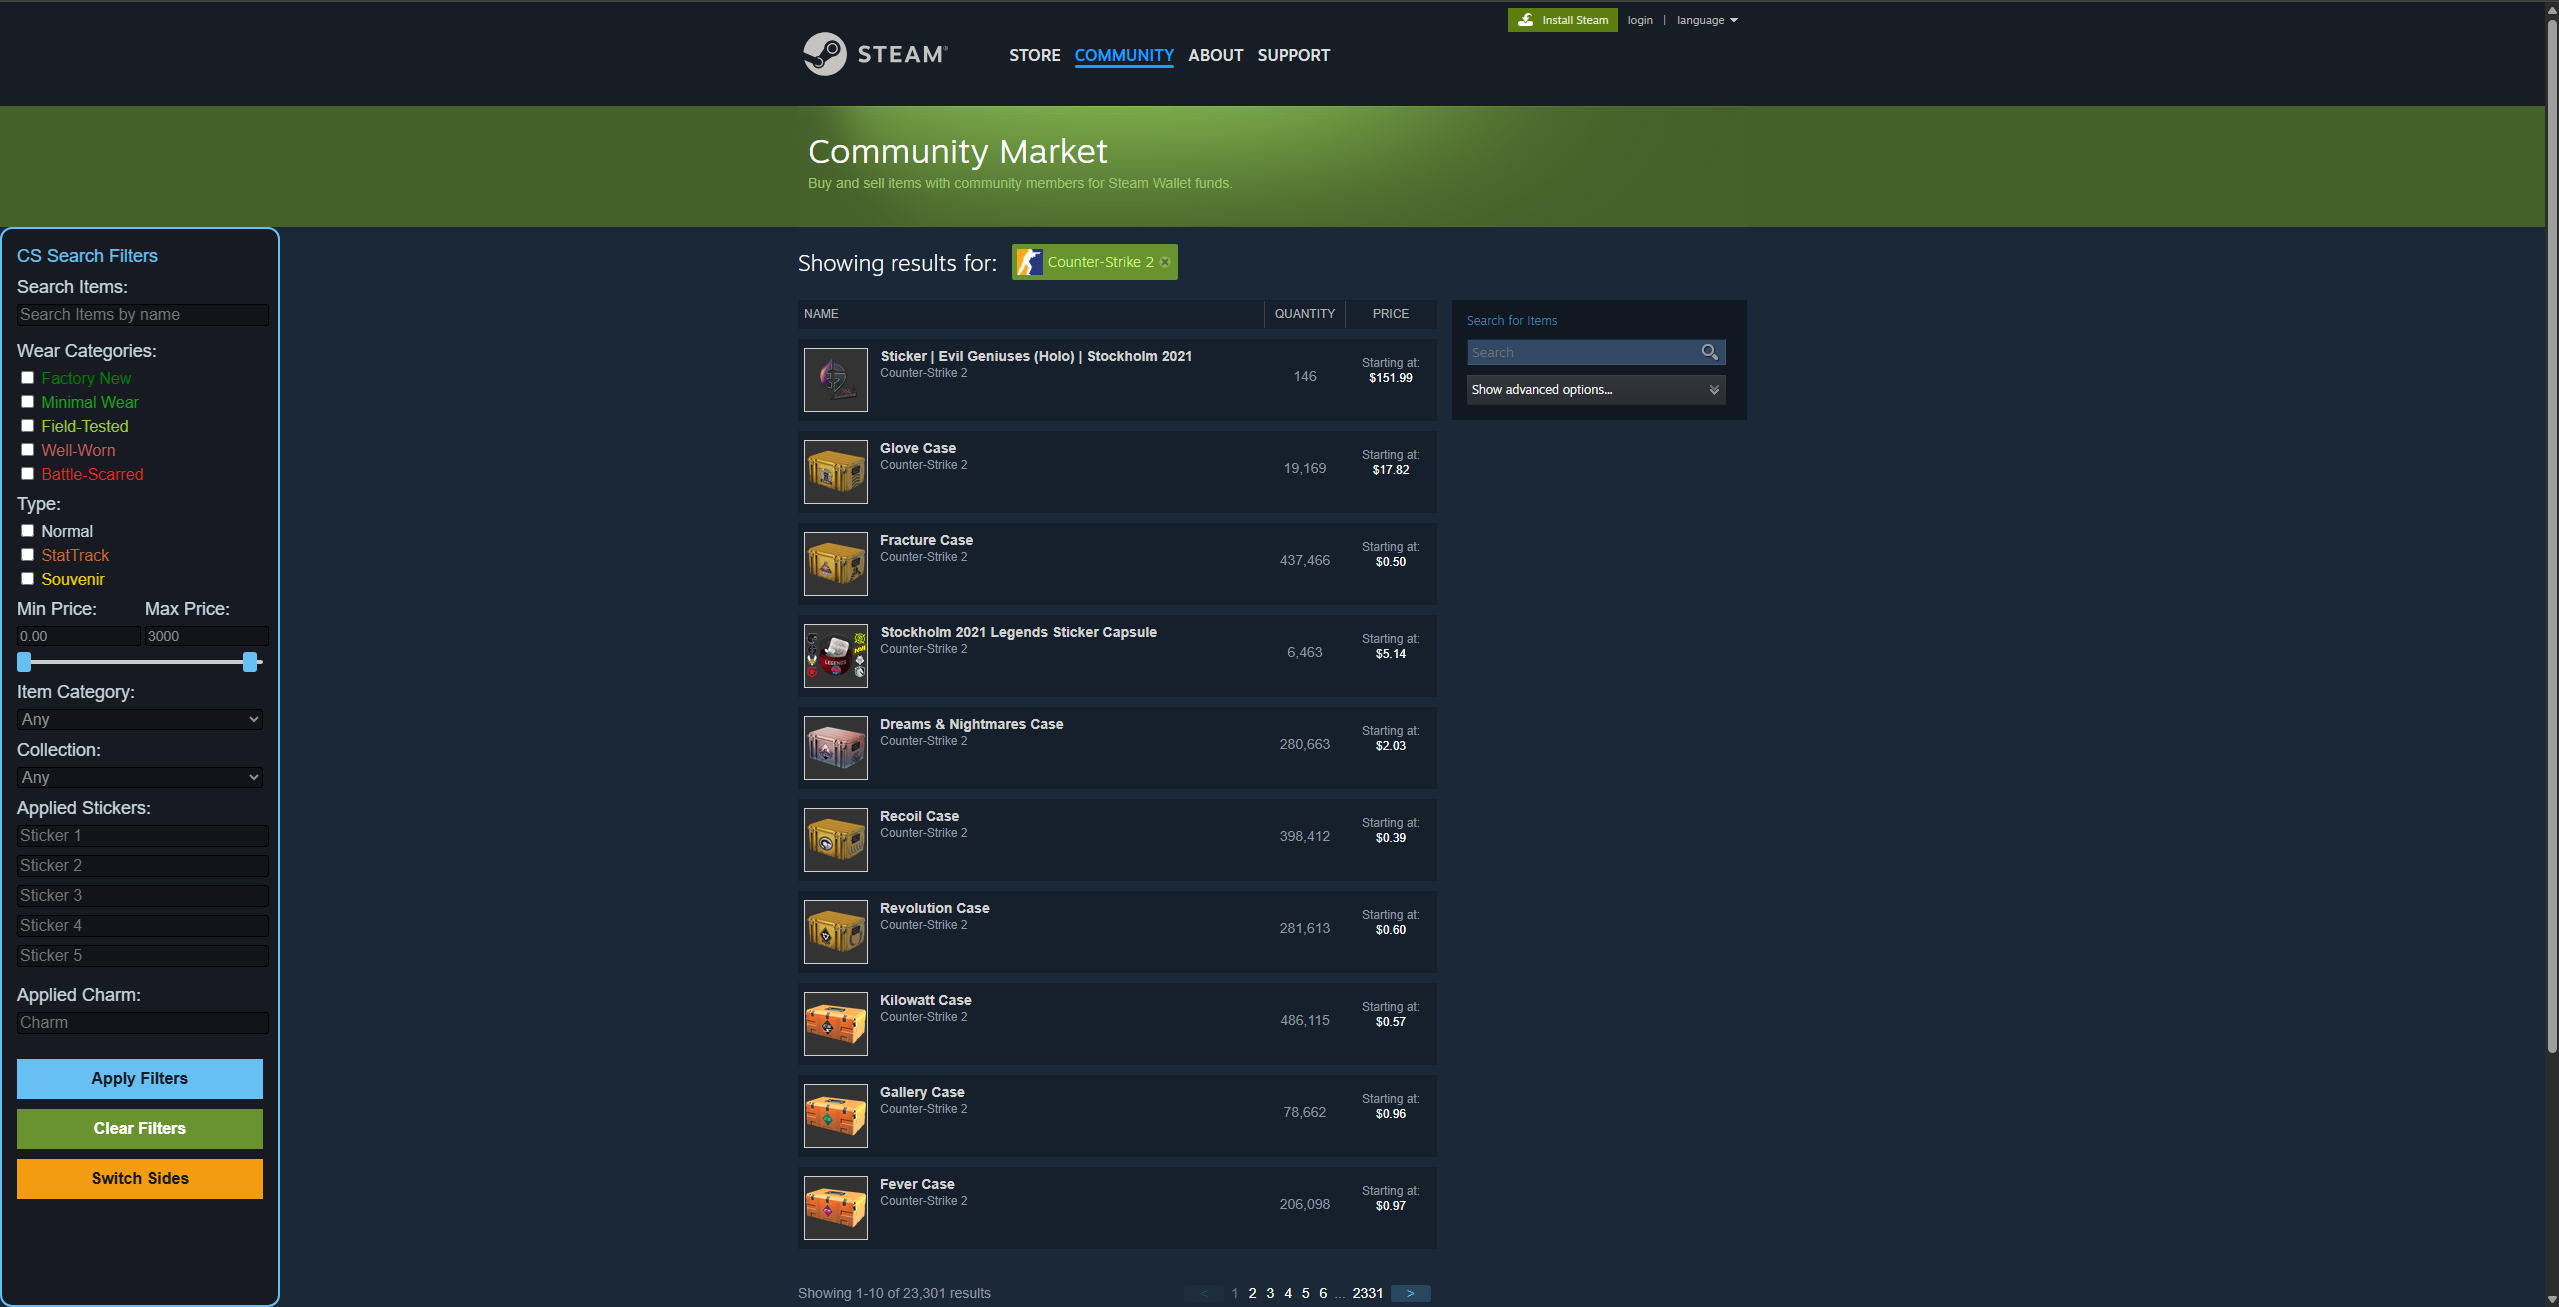 Install Steam login | language
STEAM®
STORE COMMUNITY ABOUT SUPPORT
Community Market
Buy and sell items with community members for Steam Wallet funds.
CS Search Filters
Search Items:
Search Items by name
Wear Categories:
Factory New
Minimal Wear
Field-Tested
Well-Worn
Battle-Scarred
Type:
Normal
StatTrack
Souvenir
Min Price: Max Price:
0.00 3000
Item Category:
Any
Collection:
Any
Applied Stickers:
Sticker 1
Sticker 2
Sticker 3
Sticker 4
Sticker 5
Applied Charm:
Charm
Apply Filters
Clear Filters
Switch Sides
Showing results for: Counter-Strike 2
NAME QUANTITY PRICE
Sticker | Evil Geniuses (Holo) | Stockholm 2021
Counter-Strike 2
146
Starting at:
$151.99
Glove Case
Counter-Strike 2
19,169
Starting at:
$17.82
Fracture Case
Counter-Strike 2
437,466
Starting at:
$0.50
LEGENDS
Stockholm 2021 Legends Sticker Capsule
Counter-Strike 2
6,463
Starting at:
$5.14
Dreams & Nightmares Case
Counter-Strike 2
280,663
Starting at:
$2.03
Recoil Case
Counter-Strike 2
398,412
Starting at:
$0.39
Revolution Case
Counter-Strike 2
281,613
Starting at:
$0.60
Kilowatt Case
Counter-Strike 2
486,115
Starting at:
$0.57
Gallery Case
Counter-Strike 2
78,662
Starting at:
$0.96
Fever Case
Counter-Strike 2
206,098
Starting at:
$0.97
Showing 1-10 of 23,301 results
< 1 2 3 4 5 6 ... 2331 >
Search for Items
Search
Show advanced options...